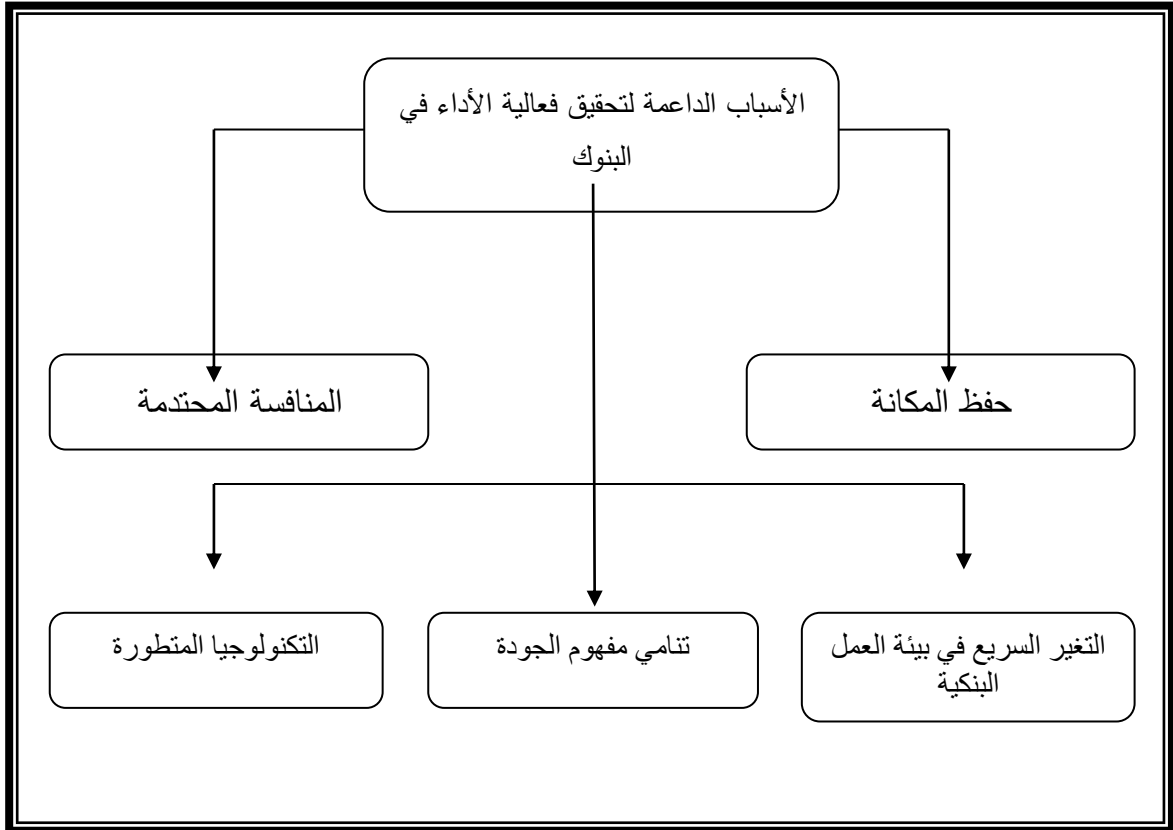 الأسباب الداعمة لتحقيق فعالية الأداء في
البنوك
حفظ المكانة
المنافسة المحتدمة
التغير السريع في بيئة العمل
البنكية
تنامي مفهوم الجودة
التكنولوجيا المتطورة